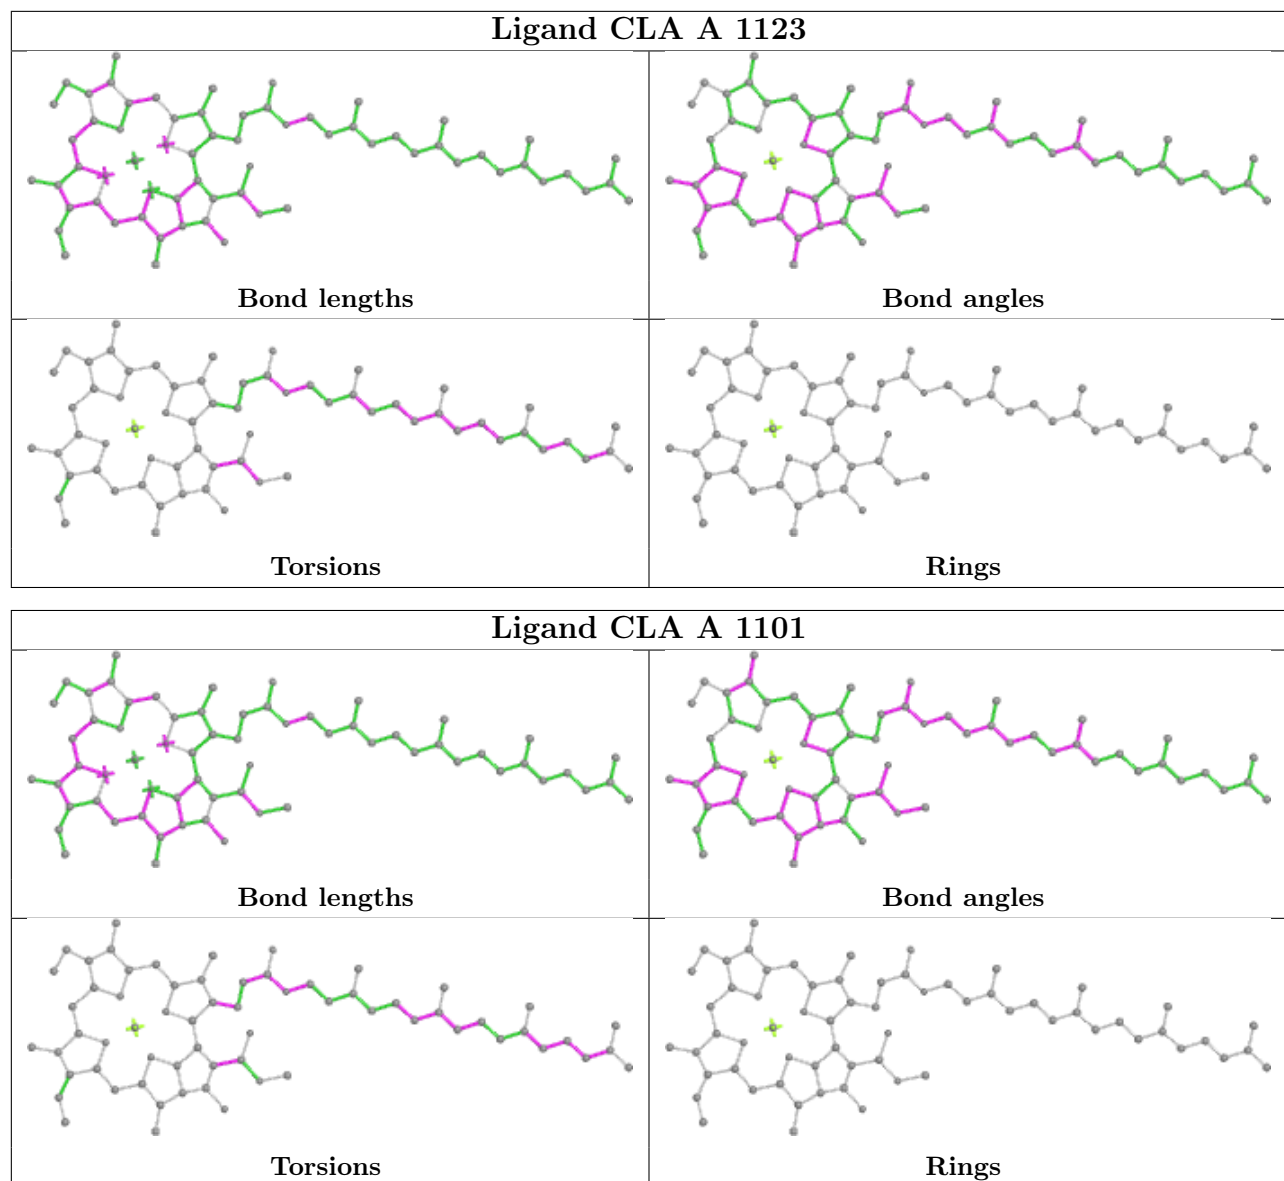 Ligand CLA A 1123
Bond lengths
Bond angles
Torsions
Rings
Ligand CLA A 1101
Bond lengths
Bond angles
Torsions
Rings